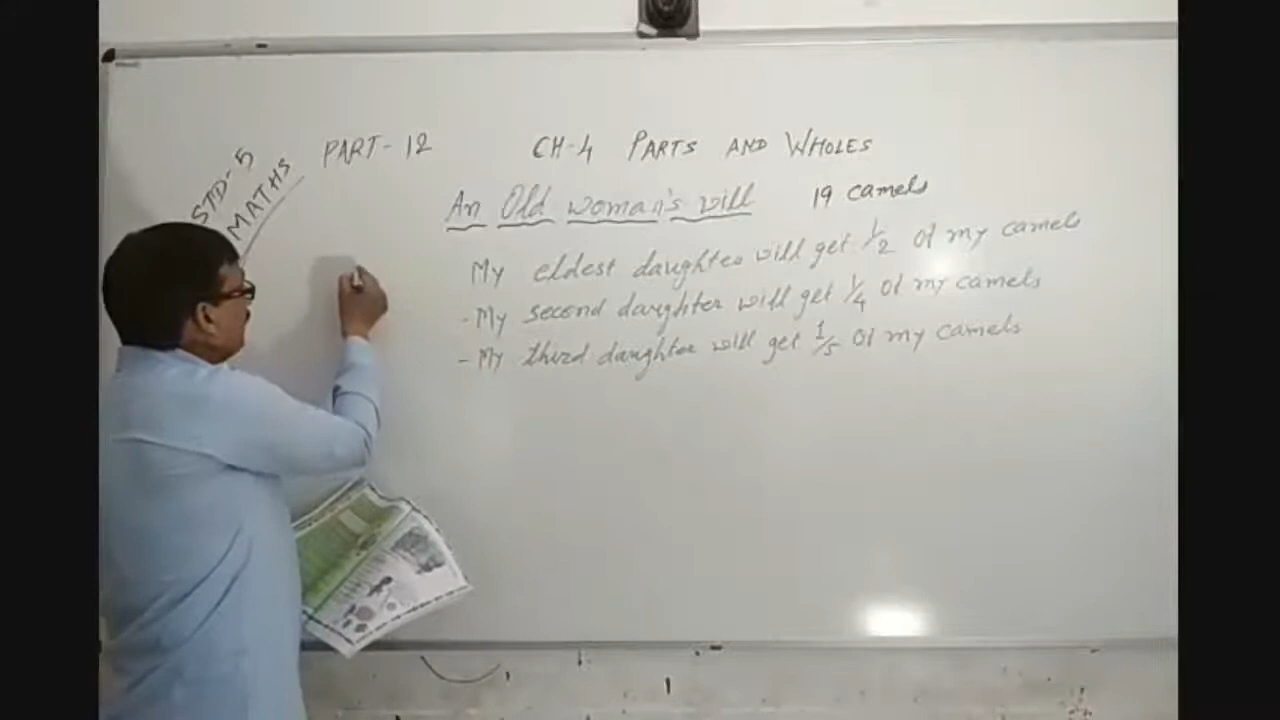 STD-5
MATHS
PART-12
CH-4 PARTS AND WHOLES
An Old woman's will
19 camels
My eldest daughter will get 1/2 of my camel
- My second daughter will get 1/4 of my camels
- My third daughter will get 1/5 of my camels